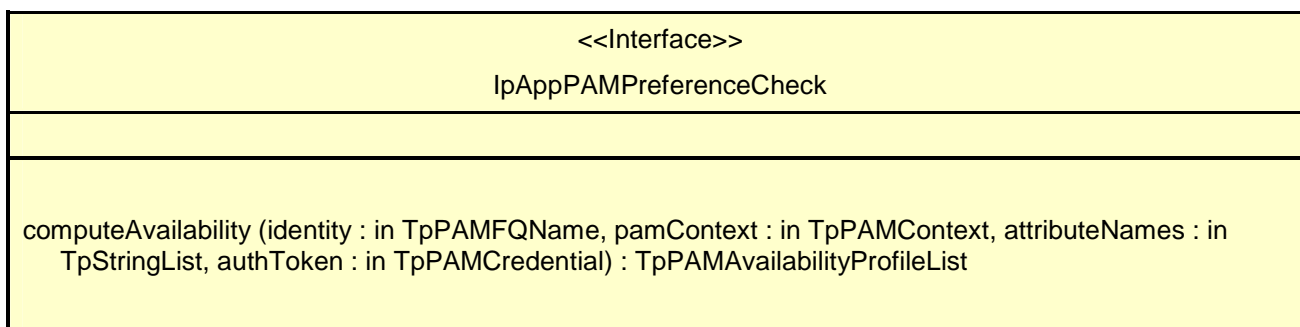 <<Interface>>
IpAppPAMPreferenceCheck
computeAvailability (identity : in TpPAMFQName, pamContext : in TpPAMContext, attributeNames : in
TpStringList, authToken : in TpPAMCredential) : TpPAMAvailabilityProfileList